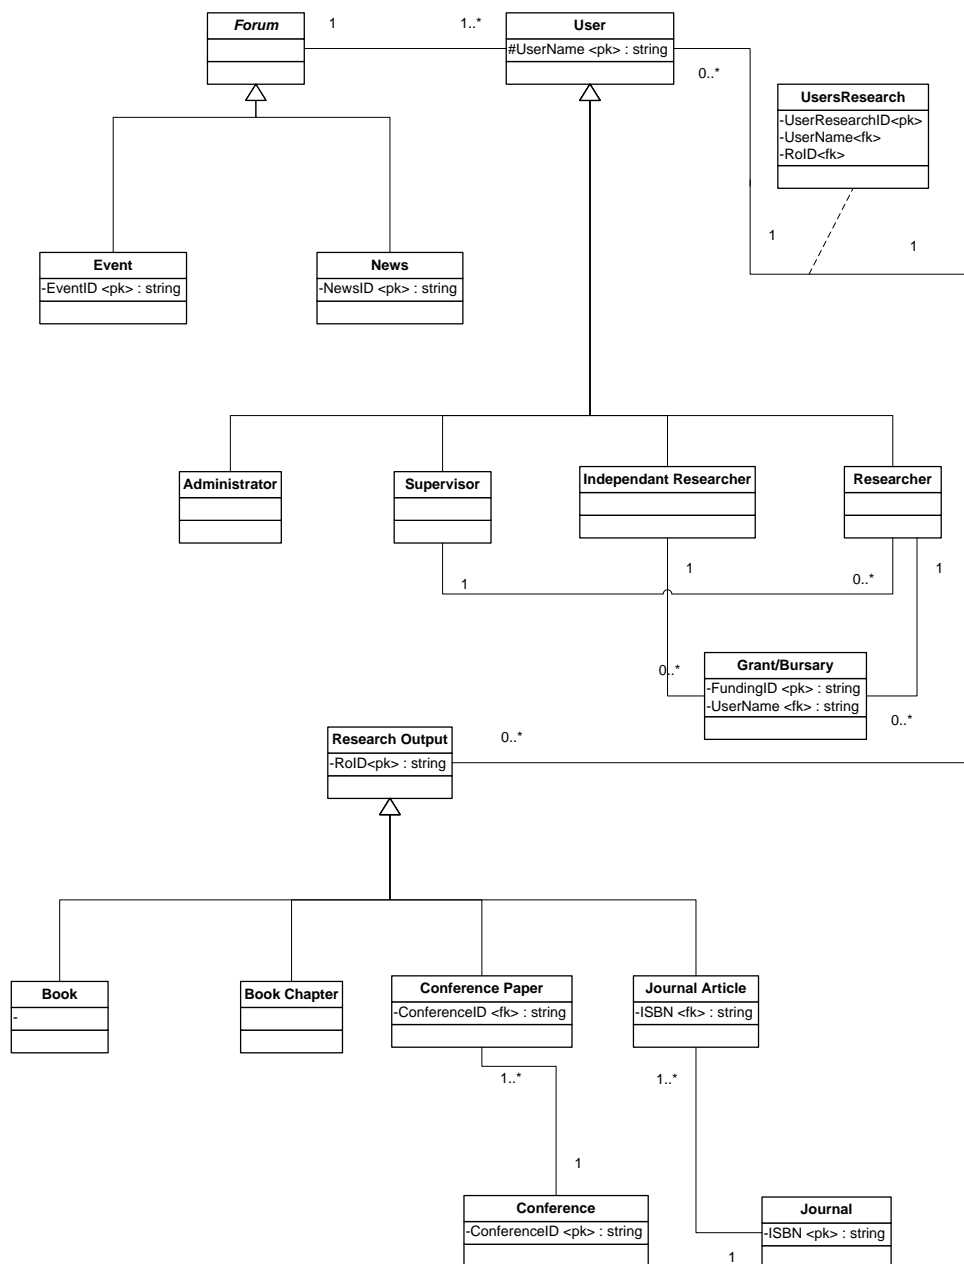 Forum
1
1..*
User
#UserName <pk> : string
0..*
UsersResearch
-UserResearchID<pk>
-UserName<fk>
-RoID<fk>
1
1
Event
-EventID <pk> : string
News
-NewsID <pk> : string
Administrator
Supervisor
Independant Researcher
Researcher
1
1
0..*
1
0..*
Grant/Bursary
-FundingID <pk> : string
-UserName <fk> : string
0..*
Research Output
-RoID<pk> : string
0..*
Book
-
Book Chapter
Conference Paper
-ConferenceID <fk> : string
Journal Article
-ISBN <fk> : string
1..*
1..*
1
Conference
-ConferenceID <pk> : string
Journal
-ISBN <pk> : string
1